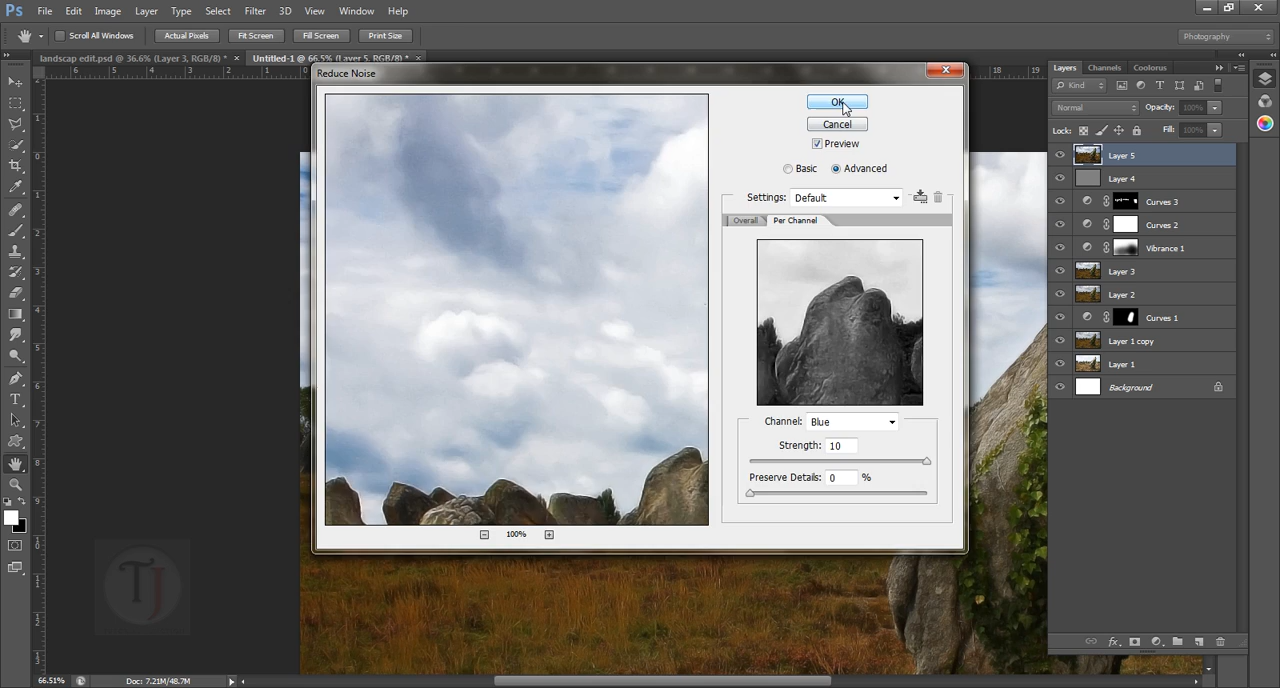 Ps File Edit Image Layer Type Select Filter 3D View Window Help
Scroll All Windows Actual Pixels Fit Screen Fill Screen Print Size Photography
landscap edit.psd @ 36.6% (Layer 3, RGB/8) * × Untitled-1 @ 66.5% (Layer 5, RGB/8) * ×
Reduce Noise
OK
Cancel
Preview
Basic Advanced
Settings: Default
Overall Per Channel
Channel: Blue
Strength: 10
Preserve Details: 0 %
100%
Layers Channels Coolorus
Kind
Normal Opacity: 100%
Lock: Fill: 100%
Layer 5
Layer 4
Curves 3
Curves 2
Vibrance 1
Layer 3
Layer 2
Curves 1
Layer 1 copy
Layer 1
Background
TJ
66.51% Doc: 7.21M/48.7M